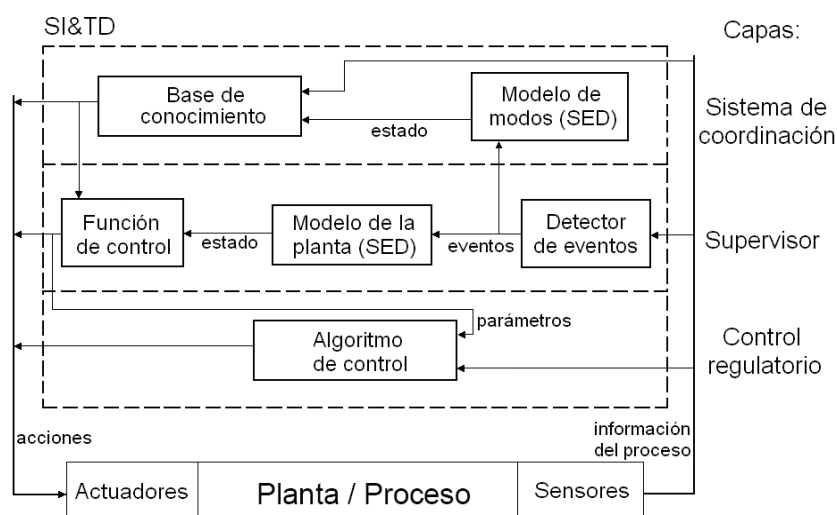 SI&TD
Capas:
Base de
conocimiento
Modelo de
modos (SED)
estado
Sistema de
coordinación
Función
de control
estado
Modelo de la
planta (SED)
eventos
Detector
de eventos
Supervisor
parámetros
Algoritmo
de control
Control
regulatorio
acciones
información
del proceso
Actuadores
Planta / Proceso
Sensores